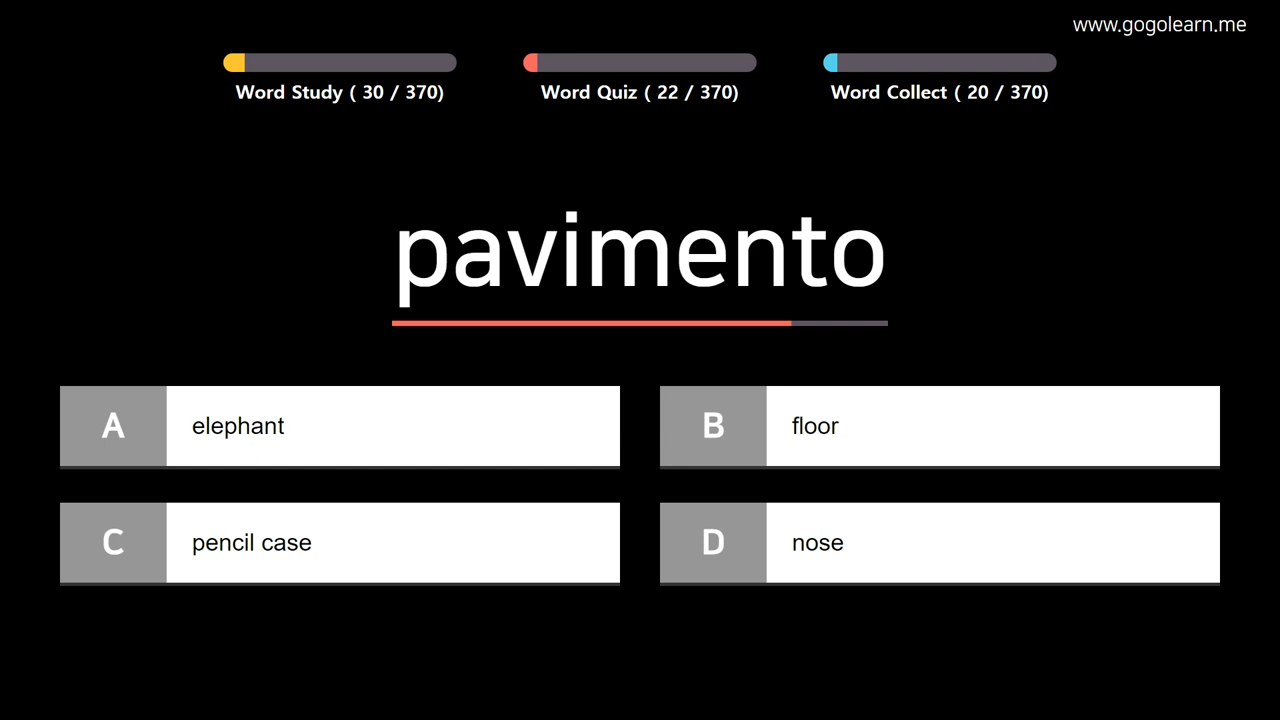 www.gogolearn.me
Word Study ( 30 / 370)
Word Quiz ( 22 / 370)
Word Collect ( 20 / 370)
pavimento
A elephant
B floor
C pencil case
D nose